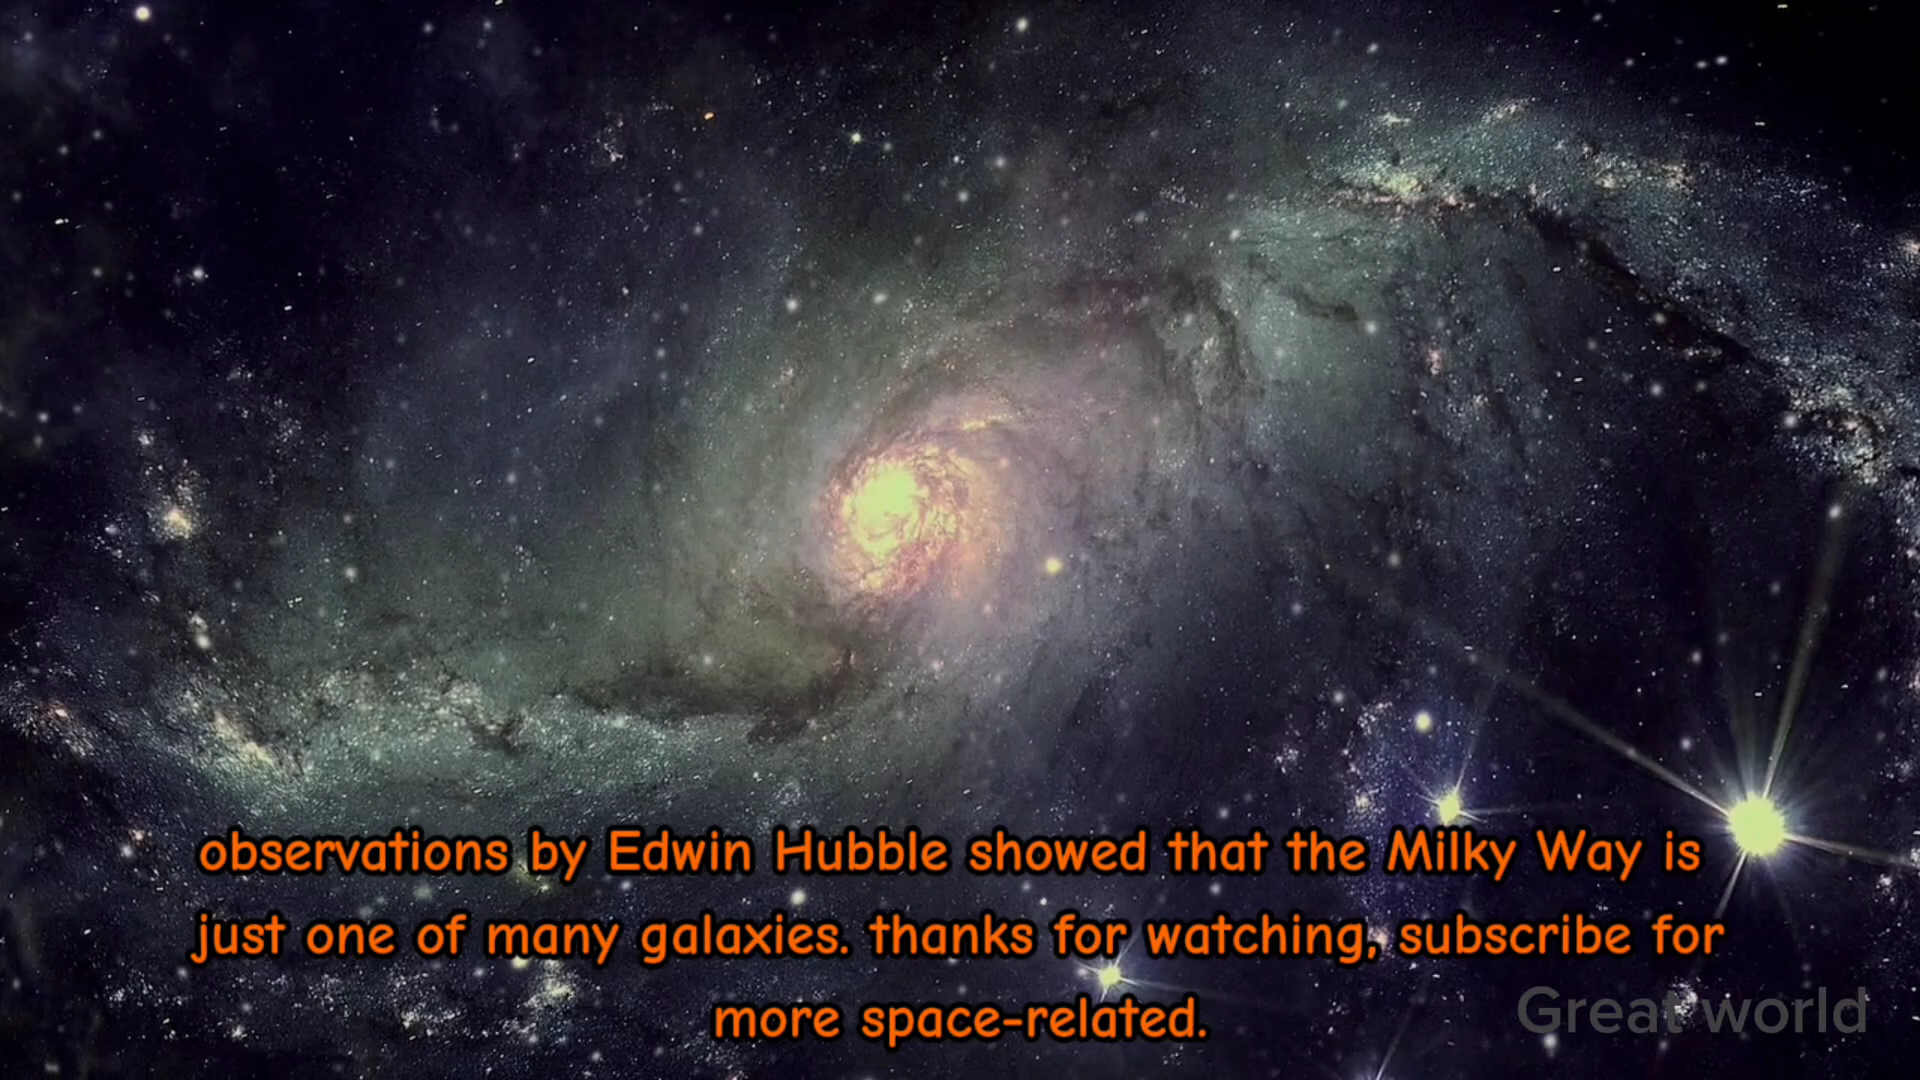 observations by Edwin Hubble showed that the Milky Way is
just one of many galaxies. thanks for watching, subscribe for
more space-related.
Great world